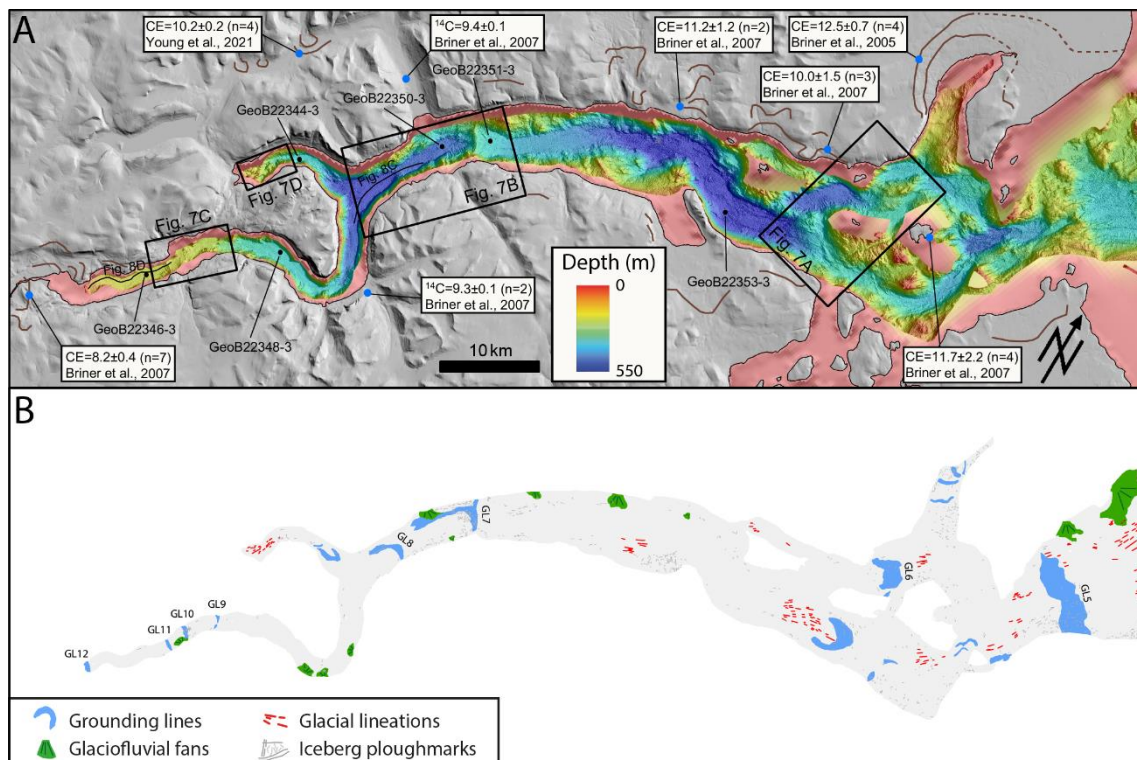 A
CE=10.2±0.2 (n=4)
Young et al., 2021
¹⁴C=9.4±0.1
Briner et al., 2007
CE=11.2±1.2 (n=2)
Briner et al., 2007
CE=12.5±0.7 (n=4)
Briner et al., 2005
CE=10.0±1.5 (n=3)
Briner et al., 2007
GeoB22351-3
GeoB22350-3
GeoB22344-3
Fig. 8C
Fig. 7B
Fig. 7D
Fig. 7C
Fig. 8D
Fig. 7A
GeoB22353-3
Depth (m)
0
550
¹⁴C=9.3±0.1 (n=2)
Briner et al., 2007
GeoB22346-3
GeoB22348-3
10 km
CE=8.2±0.4 (n=7)
Briner et al., 2007
CE=11.7±2.2 (n=4)
Briner et al., 2007
N
B
GL7
GL8
GL6
GL5
GL9
GL10
GL11
GL12
Grounding lines
Glacial lineations
Glaciofluvial fans
Iceberg ploughmarks